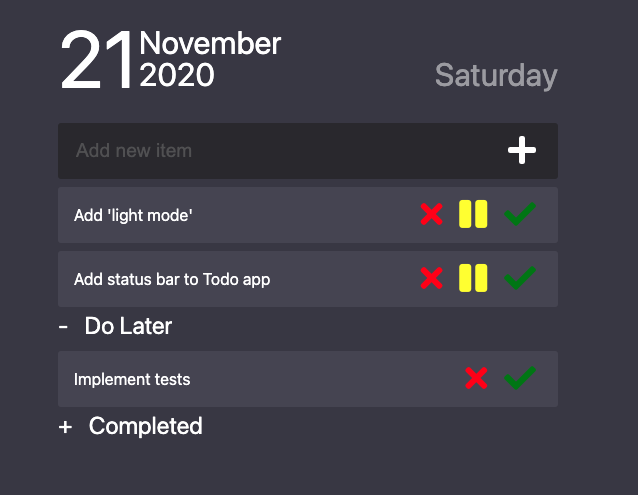 21 November
2020
Saturday
Add new item
Add 'light mode'
Add status bar to Todo app
- Do Later
Implement tests
+ Completed